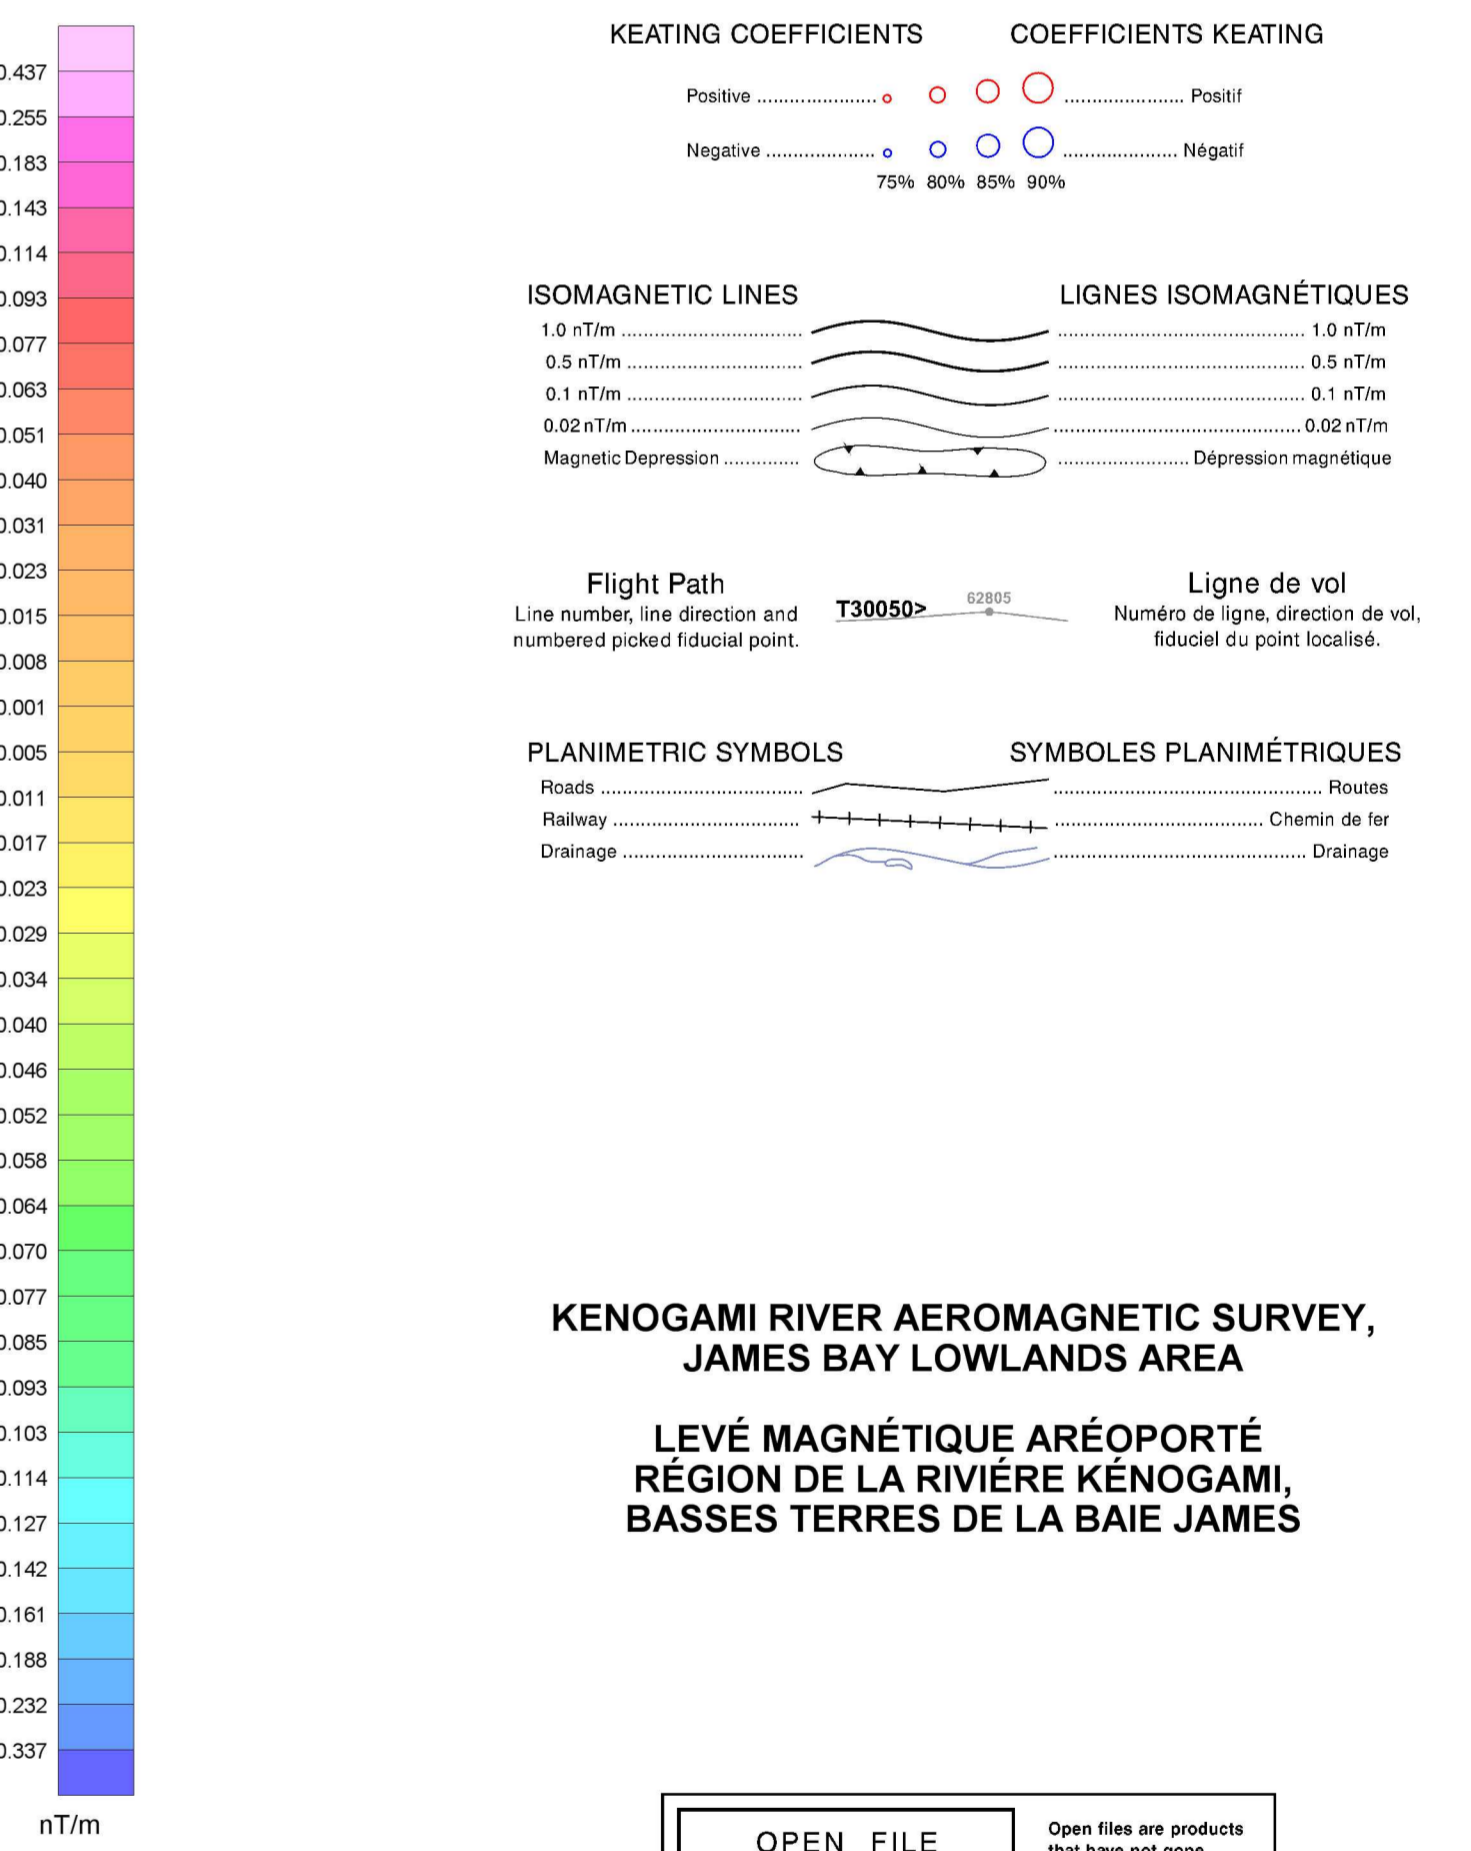 0.437
0.255
0.183
0.143
0.114
0.093
0.077
0.063
0.051
0.040
0.031
0.023
0.015
0.008
0.001
0.005
0.011
0.017
0.023
0.029
0.034
0.040
0.046
0.052
0.058
0.064
0.070
0.077
0.085
0.093
0.103
0.114
0.127
0.142
0.161
0.188
0.232
0.337
nT/m
KEATING COEFFICIENTS COEFFICIENTS KEATING
Positive ...................... ...................... Positif
Negative .................... ..................... Négatif
75% 80% 85% 90%
ISOMAGNETIC LINES LIGNES ISOMAGNÉTIQUES
1.0 nT/m ................................. ............................................. 1.0 nT/m
0.5 nT/m ................................ ............................................. 0.5 nT/m
0.1 nT/m ................................ ............................................. 0.1 nT/m
0.02 nT/m ............................... ............................................. 0.02 nT/m
Magnetic Depression ............. ........................ Dépression magnétique
Flight Path Ligne de vol
Line number, line direction and T30050> 62805 Numéro de ligne, direction de vol,
numbered picked fiducial point. fiduciel du point localisé.
PLANIMETRIC SYMBOLS SYMBOLES PLANIMÉTRIQUES
Roads ..................................... ................................................. Routes
Railway .................................. ...................................... Chemin de fer
Drainage ................................. .............................................. Drainage
KENOGAMI RIVER AEROMAGNETIC SURVEY,
JAMES BAY LOWLANDS AREA
LEVÉ MAGNÉTIQUE ARÉOPORTÉ
RÉGION DE LA RIVIÉRE KÉNOGAMI,
BASSES TERRES DE LA BAIE JAMES
OPEN FILE
Open files are products
that have not gone